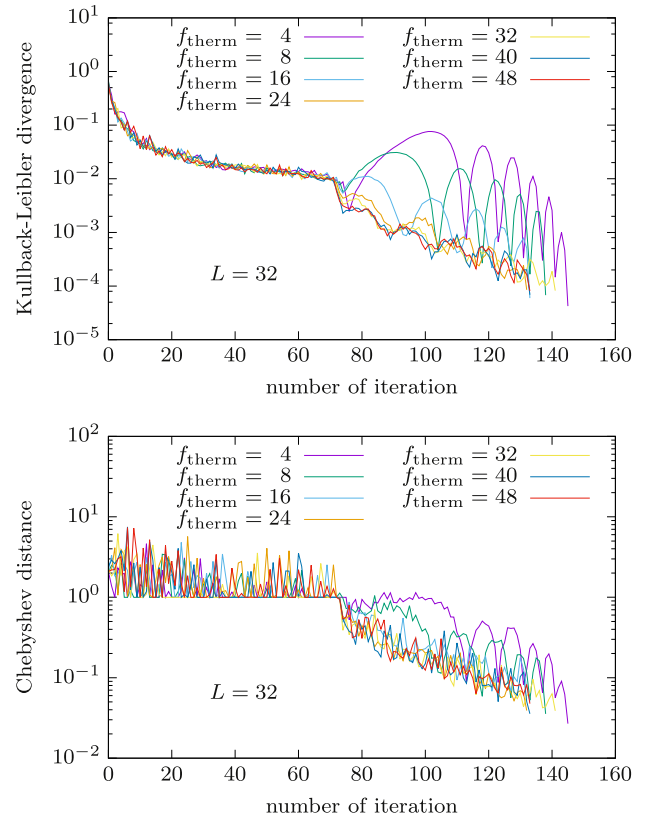 Kullback-Leibler divergence
10^1
10^0
10^-1
10^-2
10^-3
10^-4
10^-5
f_therm = 4
f_therm = 8
f_therm = 16
f_therm = 24
f_therm = 32
f_therm = 40
f_therm = 48
L = 32
0 20 40 60 80 100 120 140 160
number of iteration
Chebyshev distance
10^2
10^1
10^0
10^-1
10^-2
f_therm = 4
f_therm = 8
f_therm = 16
f_therm = 24
f_therm = 32
f_therm = 40
f_therm = 48
L = 32
0 20 40 60 80 100 120 140 160
number of iteration